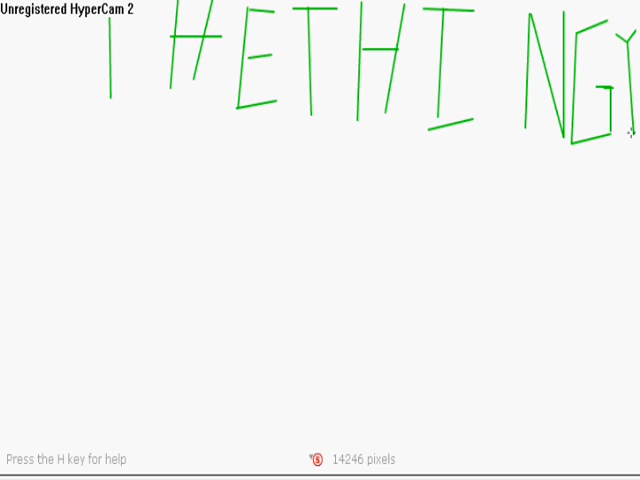 Unregistered HyperCam 2
THETHINGY
Press the H key for help
14246 pixels